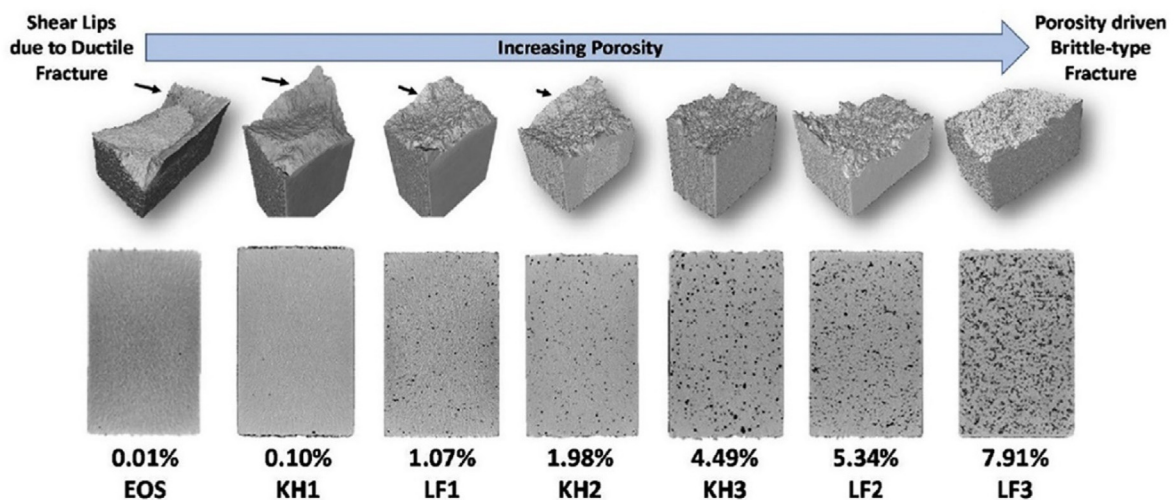 Shear Lips
due to Ductile
Fracture
Increasing Porosity
Porosity driven
Brittle-type
Fracture
0.01% 0.10% 1.07% 1.98% 4.49% 5.34% 7.91%
EOS KH1 LF1 KH2 KH3 LF2 LF3